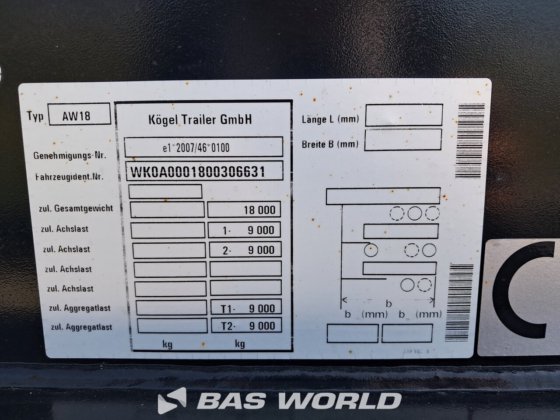 Typ AW18
Kögel Trailer GmbH
Länge L (mm)
Breite B (mm)
Genehmigungs-Nr. e1*2007/46*0100
Fahrzeugident.Nr. WK0A0001800306631
zul. Gesamtgewicht 18 000
zul. Achslast 1- 9 000
zul. Achslast 2- 9 000
zul. Achslast
zul. Achslast
zul. Aggregatlast T1- 9 000
zul. Aggregatlast T2- 9 000
kg kg
b
b (mm) b (mm)
C
BAS WORLD